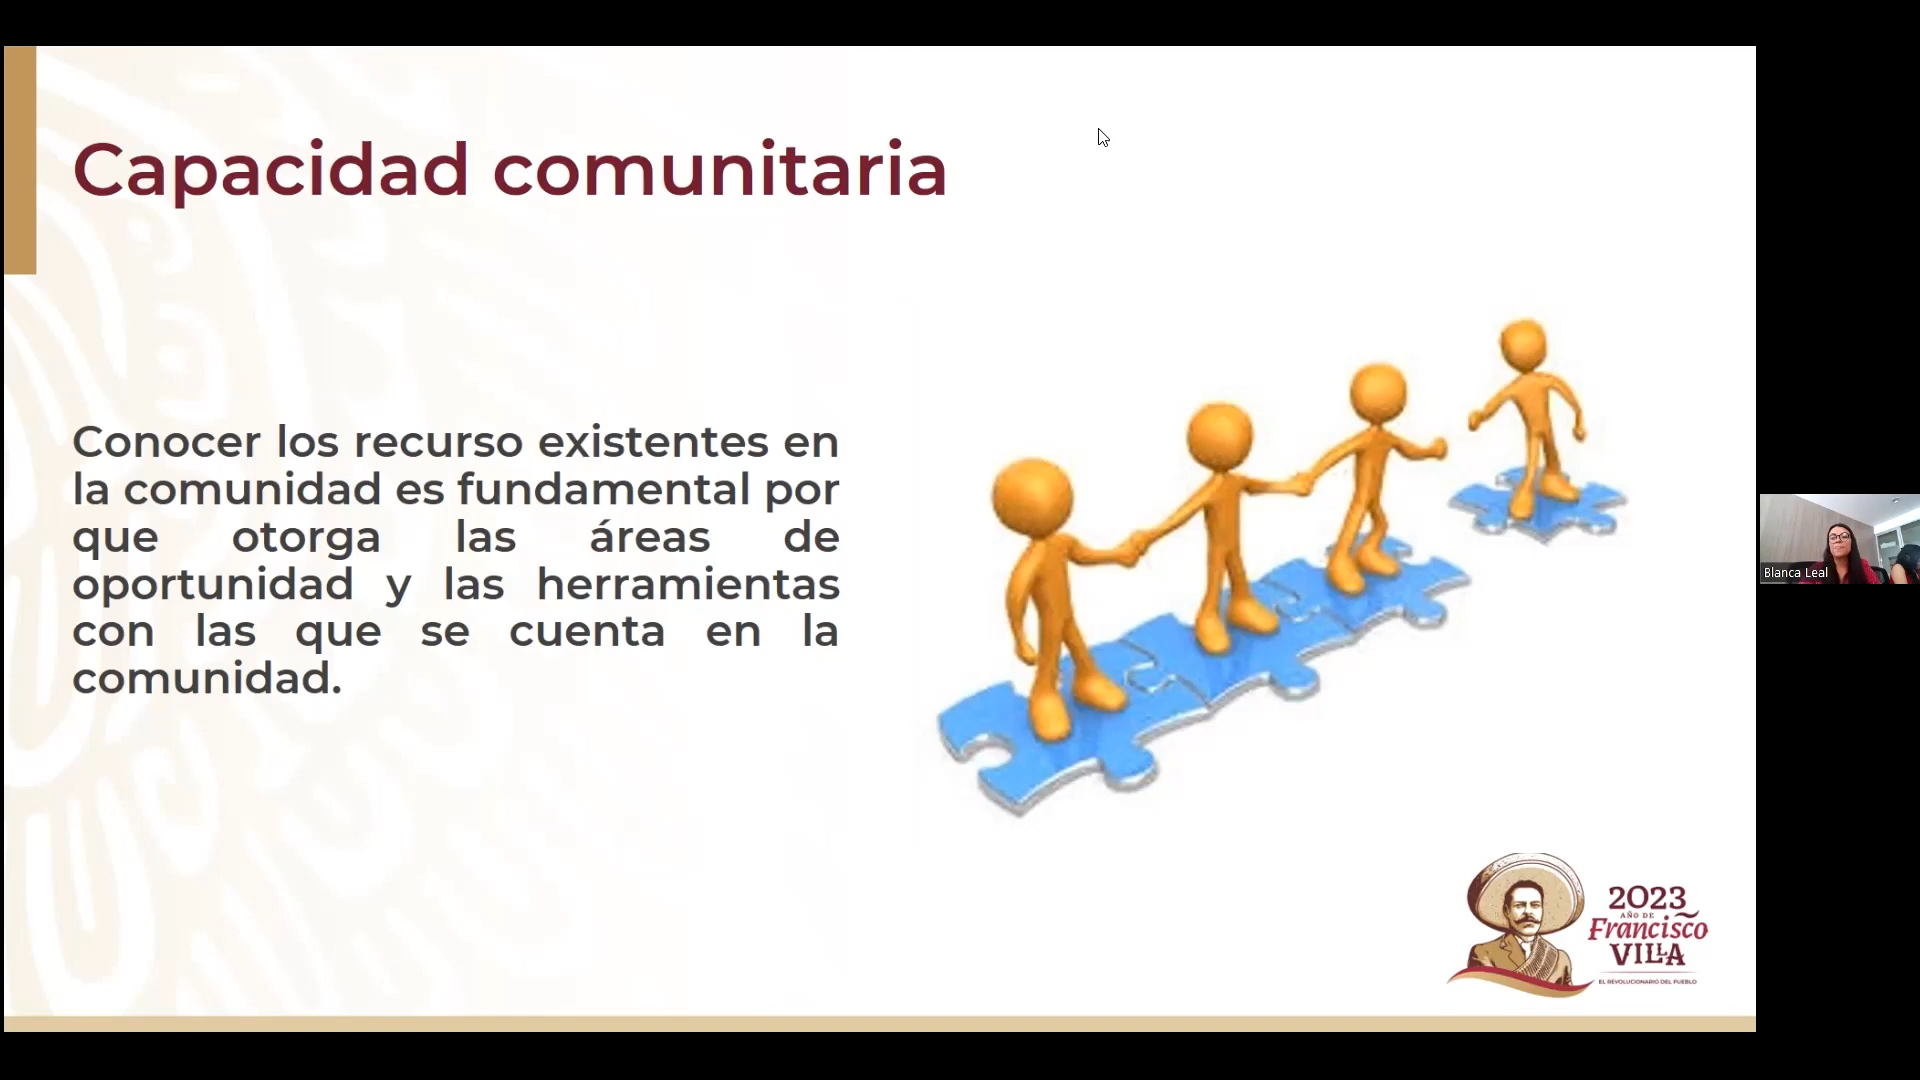 Capacidad comunitaria
Conocer los recurso existentes en
la comunidad es fundamental por
que otorga las áreas de
oportunidad y las herramientas
con las que se cuenta en la
comunidad.
Blanca Leal
2023
AÑO DE
Francisco
VILLA
EL REVOLUCIONARIO DEL PUEBLO